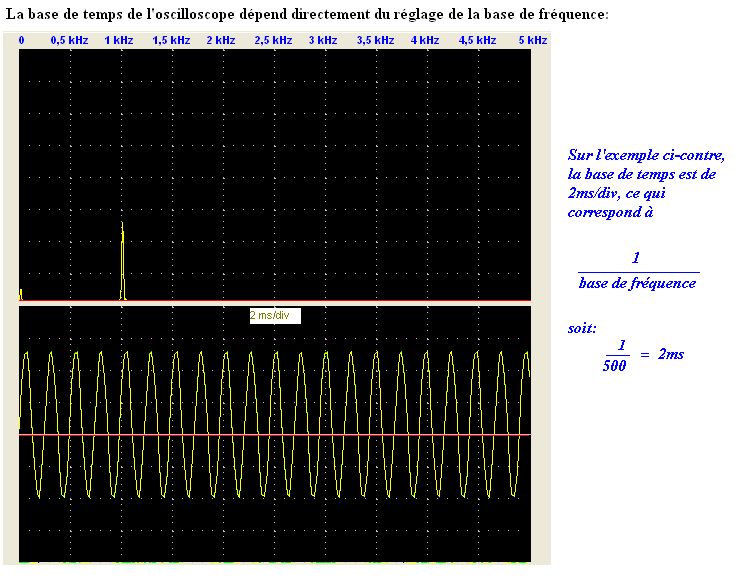 La base de temps de l'oscilloscope dépend directement du réglage de la base de fréquence:
0 0,5 kHz 1 kHz 1,5 kHz 2 kHz 2,5 kHz 3 kHz 3,5 kHz 4 kHz 4,5 kHz 5 kHz
Sur l'exemple ci-contre,
la base de temps est de
2ms/div, ce qui
correspond à
1
base de fréquence
2 ms/div
soit:
1
500 = 2ms